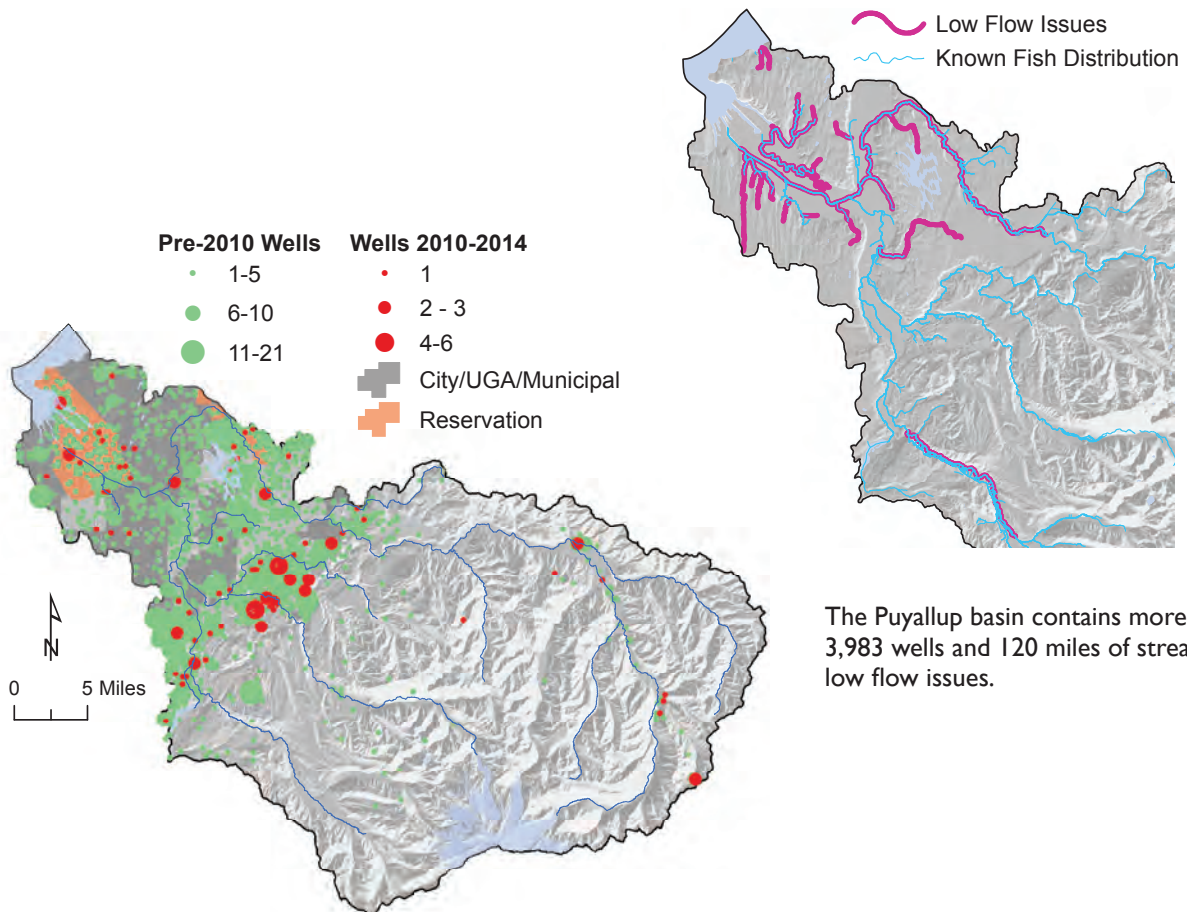 Low Flow Issues
Known Fish Distribution
Pre-2010 Wells
1-5
6-10
11-21
Wells 2010-2014
1
2 - 3
4-6
City/UGA/Municipal
Reservation
N
0 5 Miles
The Puyallup basin contains more
3,983 wells and 120 miles of strea
low flow issues.